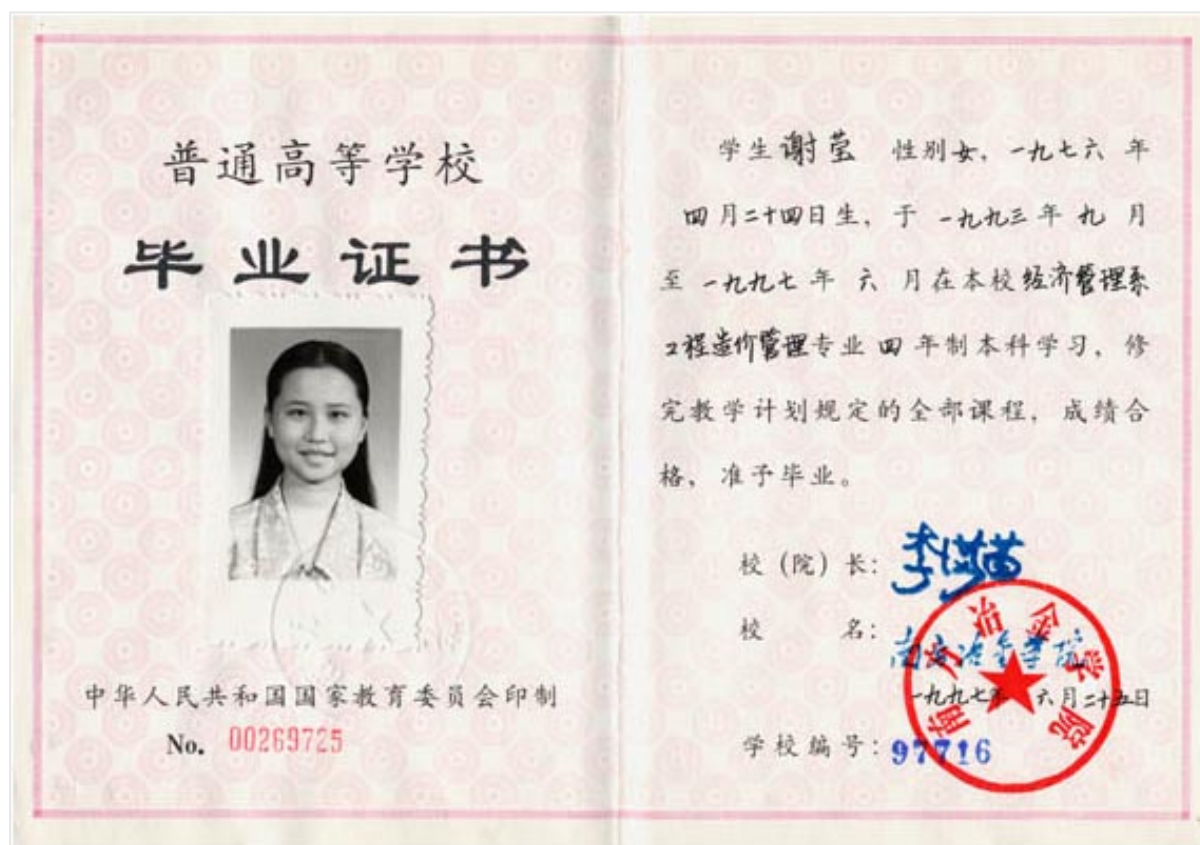 普通高等学校
毕业证书
中华人民共和国国家教育委员会印制
No. 00269725
学生谢莹 性别女，一九七六年
四月二十四日生，于一九九三年九月
至一九九七年六月在本校经济管理系
工程造价管理专业四年制本科学习，修
完教学计划规定的全部课程，成绩合
格，准予毕业。
校（院）长：
校 名：南方冶金学院
一九九七年六月二十五日
学校编号：97716
南方冶金学院